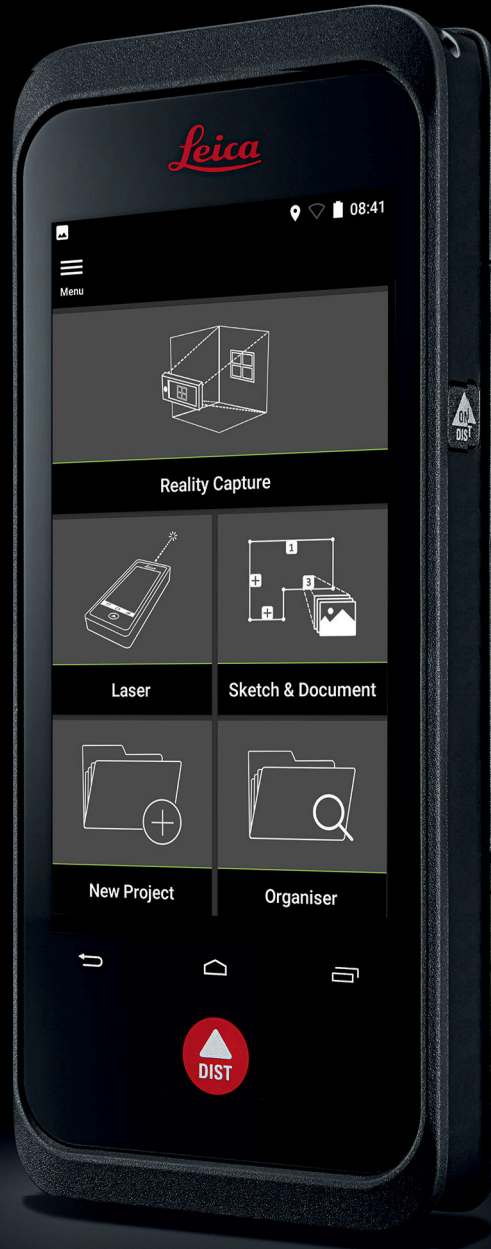 Leica
08:41
Menu
Reality Capture
1
3
Laser
Sketch & Document
New Project
Organiser
ON
DIST
DIST